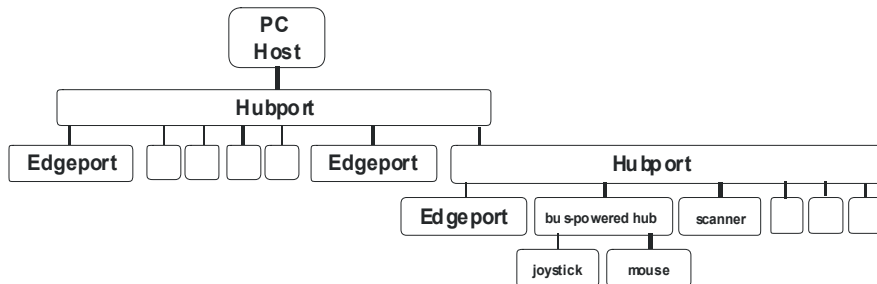 PC
Host
Hubport
Edgeport
Edgeport
Hubport
Edgeport
bus-powered hub
scanner
joystick
mouse